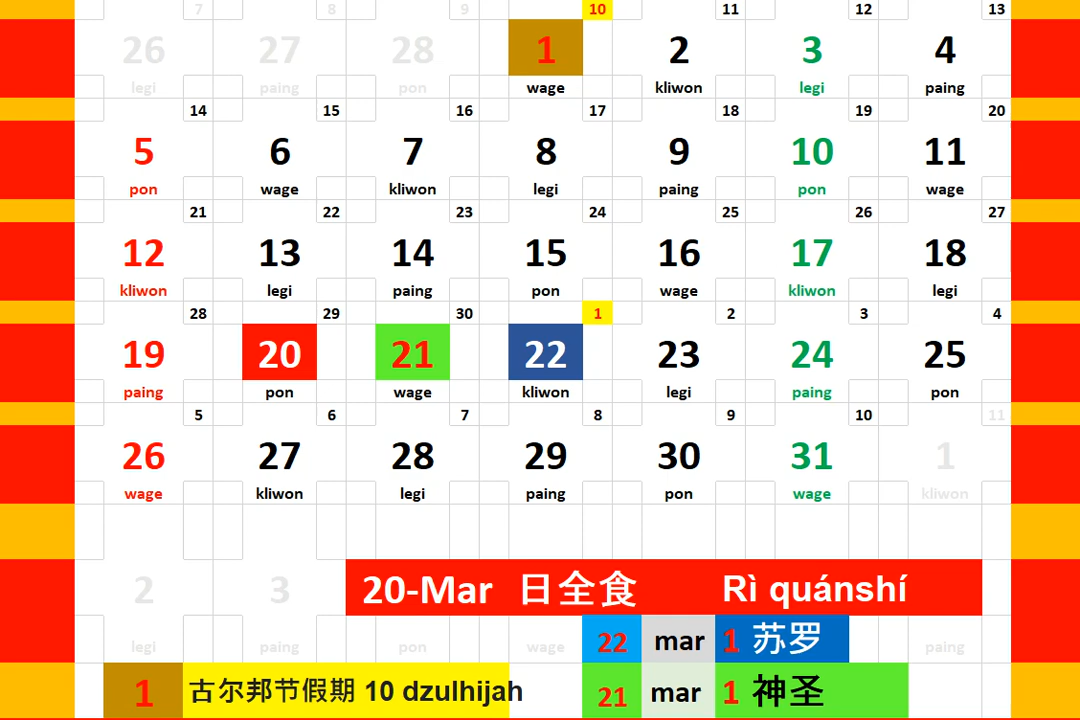 7 8 9 10 11 12 13
26 27 28 1 2 3 4
legi paing pon wage kliwon legi paing
14 15 16 17 18 19 20
5 6 7 8 9 10 11
pon wage kliwon legi paing pon wage
21 22 23 24 25 26 27
12 13 14 15 16 17 18
kliwon legi paing pon wage kliwon legi
28 29 30 1 2 3 4
19 20 21 22 23 24 25
paing pon wage kliwon legi paing pon
5 6 7 8 9 10 11
26 27 28 29 30 31 1
wage kliwon legi paing pon wage kliwon
2 3 20-Mar 日全食 Rì quánshí
legi paing pon wage 22 mar 1 苏罗 paing
1 古尔邦节假期 10 dzulhijah 21 mar 1 神圣